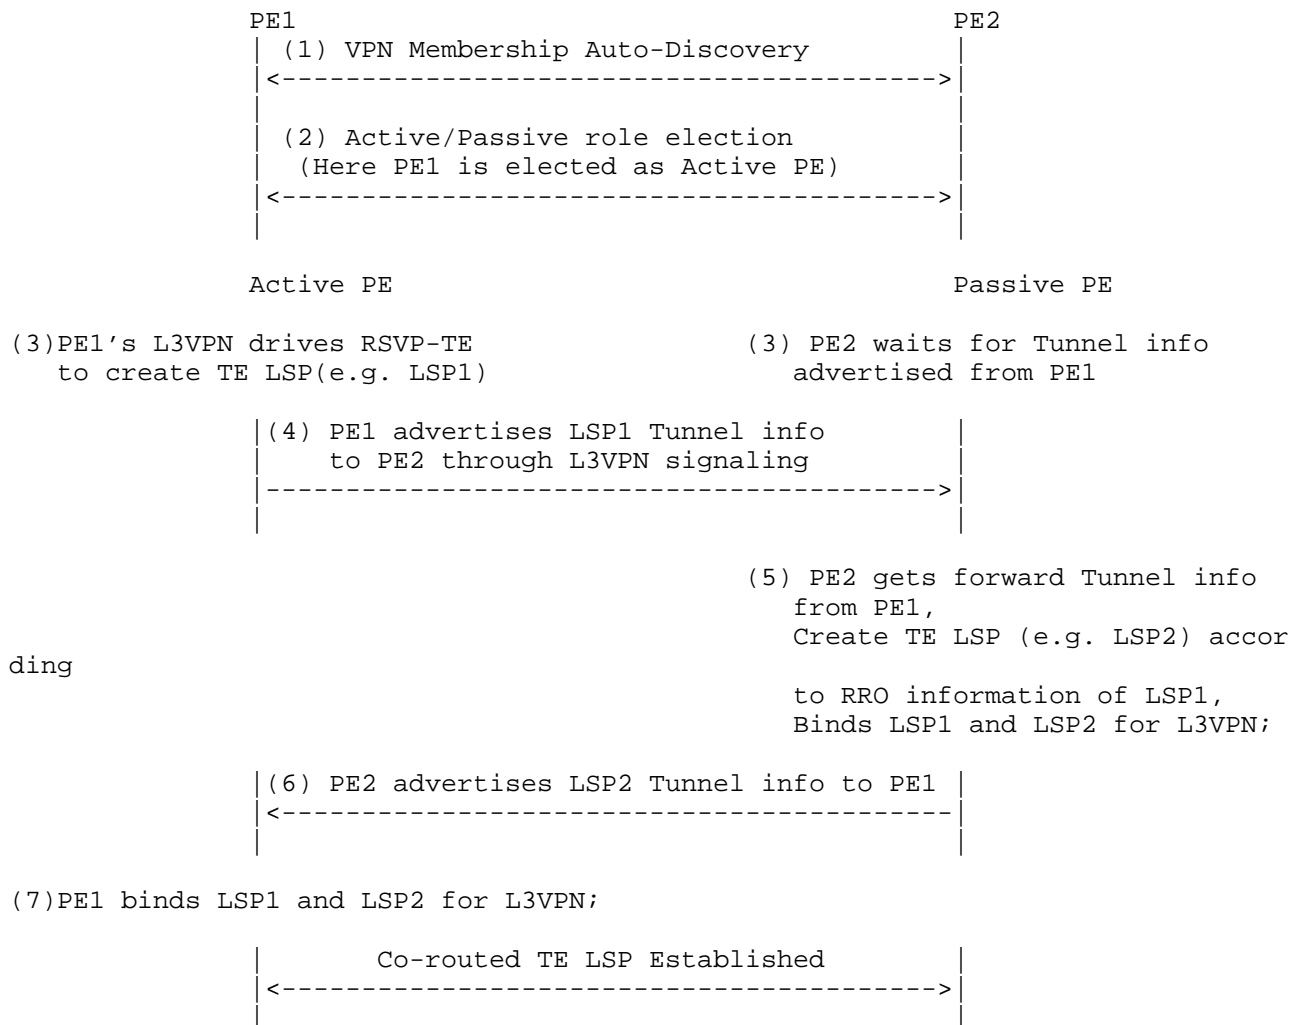 PE1 PE2
(1) VPN Membership Auto-Discovery
|<----------------------------------------->|
(2) Active/Passive role election
(Here PE1 is elected as Active PE)
|<----------------------------------------->|
Active PE Passive PE
(3)PE1's L3VPN drives RSVP-TE (3) PE2 waits for Tunnel info
to create TE LSP(e.g. LSP1) advertised from PE1
|(4) PE1 advertises LSP1 Tunnel info |
to PE2 through L3VPN signaling
|------------------------------------------>|
(5) PE2 gets forward Tunnel info
from PE1,
Create TE LSP (e.g. LSP2) accor
ding
to RRO information of LSP1,
Binds LSP1 and LSP2 for L3VPN;
|(6) PE2 advertises LSP2 Tunnel info to PE1 |
|<------------------------------------------|
(7)PE1 binds LSP1 and LSP2 for L3VPN;
| Co-routed TE LSP Established |
|<----------------------------------------->|